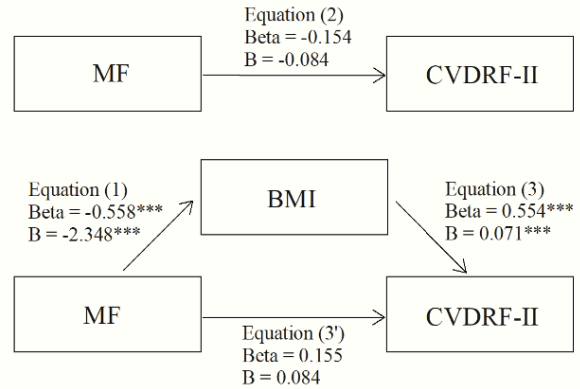 Equation (2)
Beta = -0.154
B = -0.084
MF
CVDRF-II
Equation (1)
Beta = -0.558***
B = -2.348***
BMI
Equation (3)
Beta = 0.554***
B = 0.071***
MF
CVDRF-II
Equation (3')
Beta = 0.155
B = 0.084